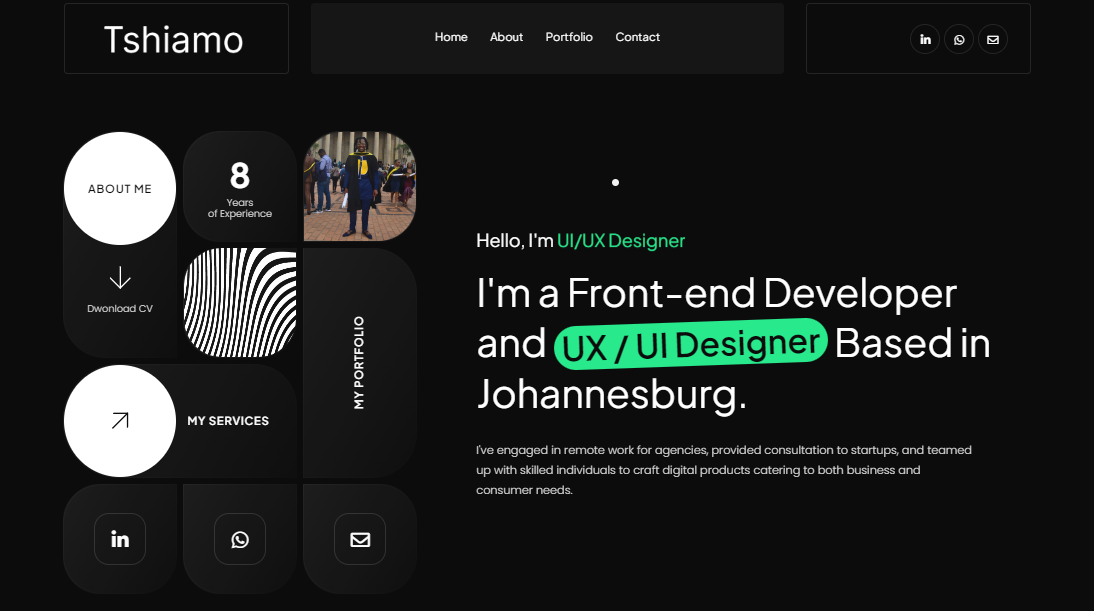 Tshiamo
Home About Portfolio Contact
ABOUT ME
8
Years
of Experience
Dwonload CV
MY PORTFOLIO
MY SERVICES
Hello, I'm UI/UX Designer
I'm a Front-end Developer
and UX / UI Designer Based in
Johannesburg.
I've engaged in remote work for agencies, provided consultation to startups, and teamed
up with skilled individuals to craft digital products catering to both business and
consumer needs.